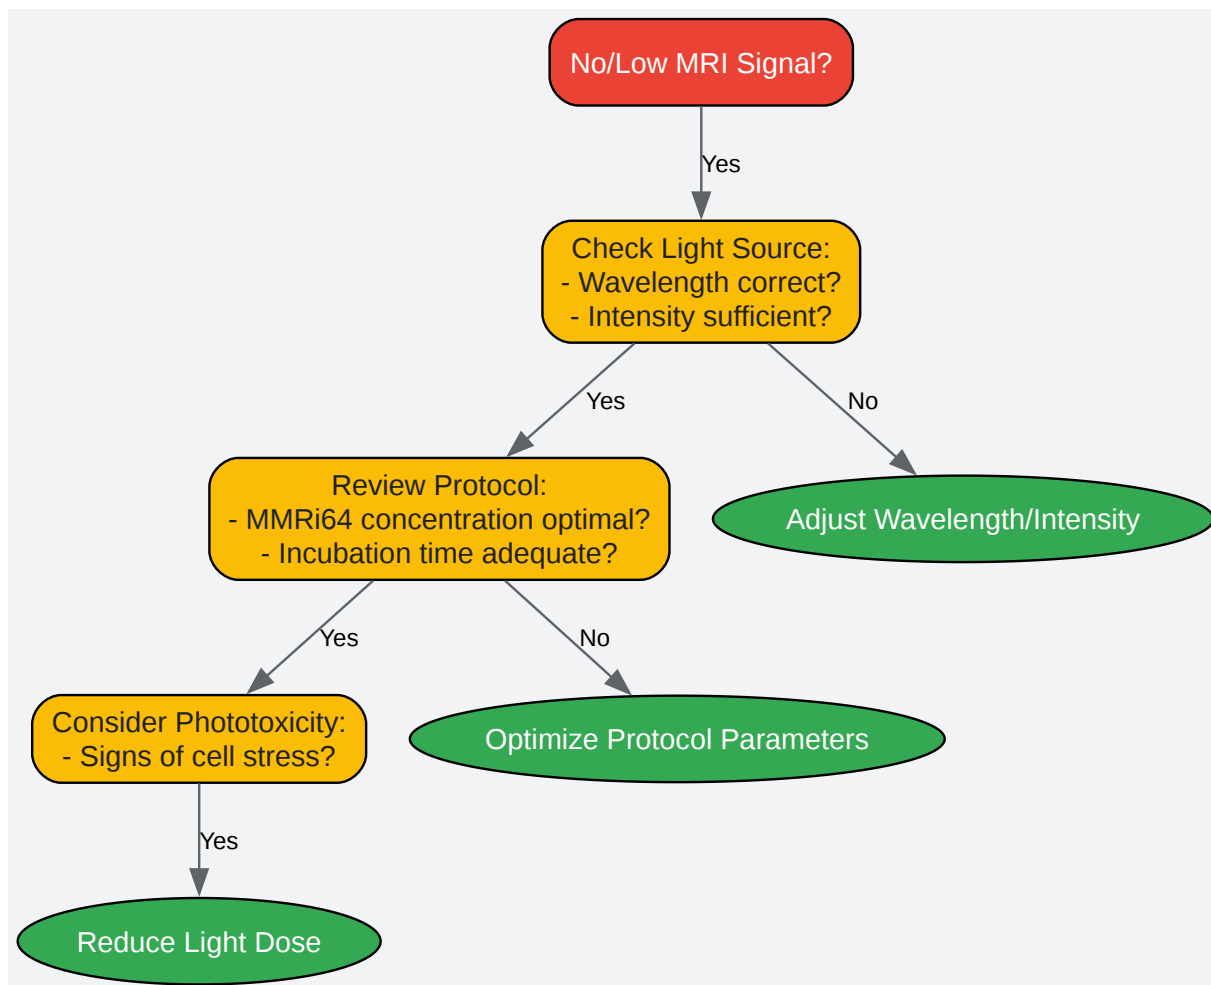 No/Low MRI Signal?
Yes
Check Light Source:
- Wavelength correct?
- Intensity sufficient?
Yes
No
Review Protocol:
- MMRi64 concentration optimal?
- Incubation time adequate?
Adjust Wavelength/Intensity
Yes
No
Consider Phototoxicity:
- Signs of cell stress?
Optimize Protocol Parameters
Yes
Reduce Light Dose